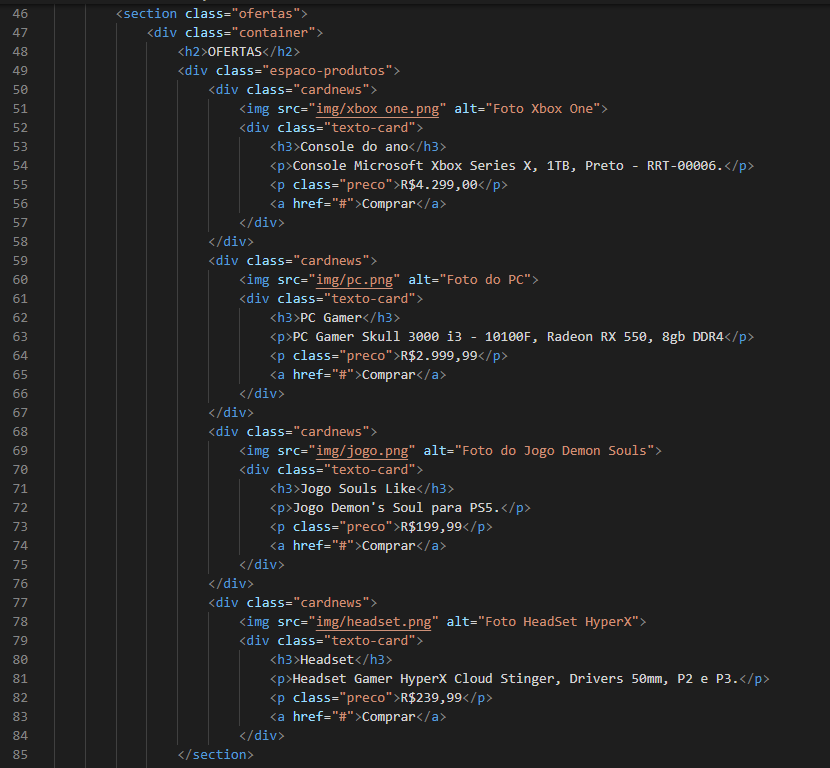 46 <section class="ofertas">
47 <div class="container">
48 <h2>OFERTAS</h2>
49 <div class="espaco-produtos">
50 <div class="cardnews">
51 <img src="img/xbox one.png" alt="Foto Xbox One">
52 <div class="texto-card">
53 <h3>Console do ano</h3>
54 <p>Console Microsoft Xbox Series X, 1TB, Preto - RRT-00006.</p>
55 <p class="preco">R$4.299,00</p>
56 <a href="#">Comprar</a>
57 </div>
58 </div>
59 <div class="cardnews">
60 <img src="img/pc.png" alt="Foto do PC">
61 <div class="texto-card">
62 <h3>PC Gamer</h3>
63 <p>PC Gamer Skull 3000 i3 - 10100F, Radeon RX 550, 8gb DDR4</p>
64 <p class="preco">R$2.999,99</p>
65 <a href="#">Comprar</a>
66 </div>
67 </div>
68 <div class="cardnews">
69 <img src="img/jogo.png" alt="Foto do Jogo Demon Souls">
70 <div class="texto-card">
71 <h3>Jogo Souls Like</h3>
72 <p>Jogo Demon's Soul para PS5.</p>
73 <p class="preco">R$199,99</p>
74 <a href="#">Comprar</a>
75 </div>
76 </div>
77 <div class="cardnews">
78 <img src="img/headset.png" alt="Foto HeadSet HyperX">
79 <div class="texto-card">
80 <h3>Headset</h3>
81 <p>Headset Gamer HyperX Cloud Stinger, Drivers 50mm, P2 e P3.</p>
82 <p class="preco">R$239,99</p>
83 <a href="#">Comprar</a>
84 </div>
85 </section>